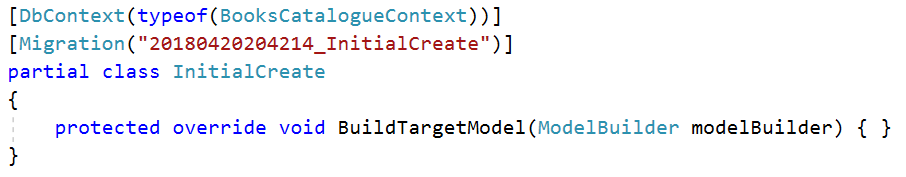 [DbContext(typeof(BooksCatalogueContext))]
[Migration("20180420204214_InitialCreate")]
partial class InitialCreate
{
    protected override void BuildTargetModel(ModelBuilder modelBuilder) { }
}